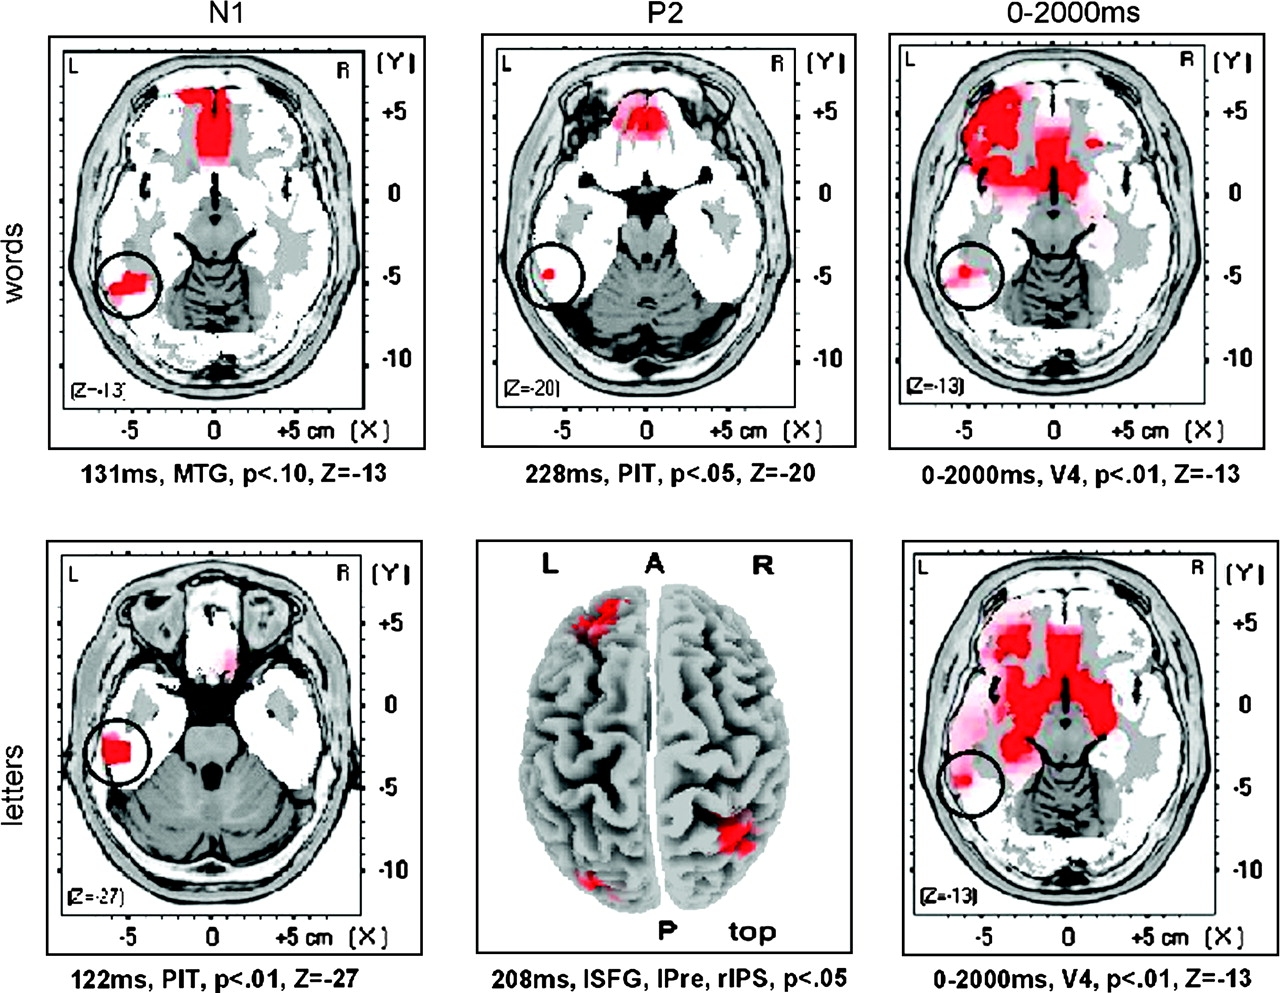 N1 P2 0-2000ms
words
L R (Y)
+5
0
-5
-10
(Z=-13)
-5 0 +5 cm (X)
131ms, MTG, p<.10, Z=-13
L R (Y)
+5
0
-5
-10
(Z=-20)
-5 0 +5 cm (X)
228ms, PIT, p<.05, Z=-20
L R (Y)
+5
0
-5
-10
(Z=-13)
-5 0 +5 cm (X)
0-2000ms, V4, p<.01, Z=-13
letters
L R (Y)
+5
0
-5
-10
(Z=-27)
-5 0 +5 cm (X)
122ms, PIT, p<.01, Z=-27
L A R
P top
208ms, lSFG, lPre, rIPS, p<.05
L R (Y)
+5
0
-5
-10
(Z=-13)
-5 0 +5 cm (X)
0-2000ms, V4, p<.01, Z=-13